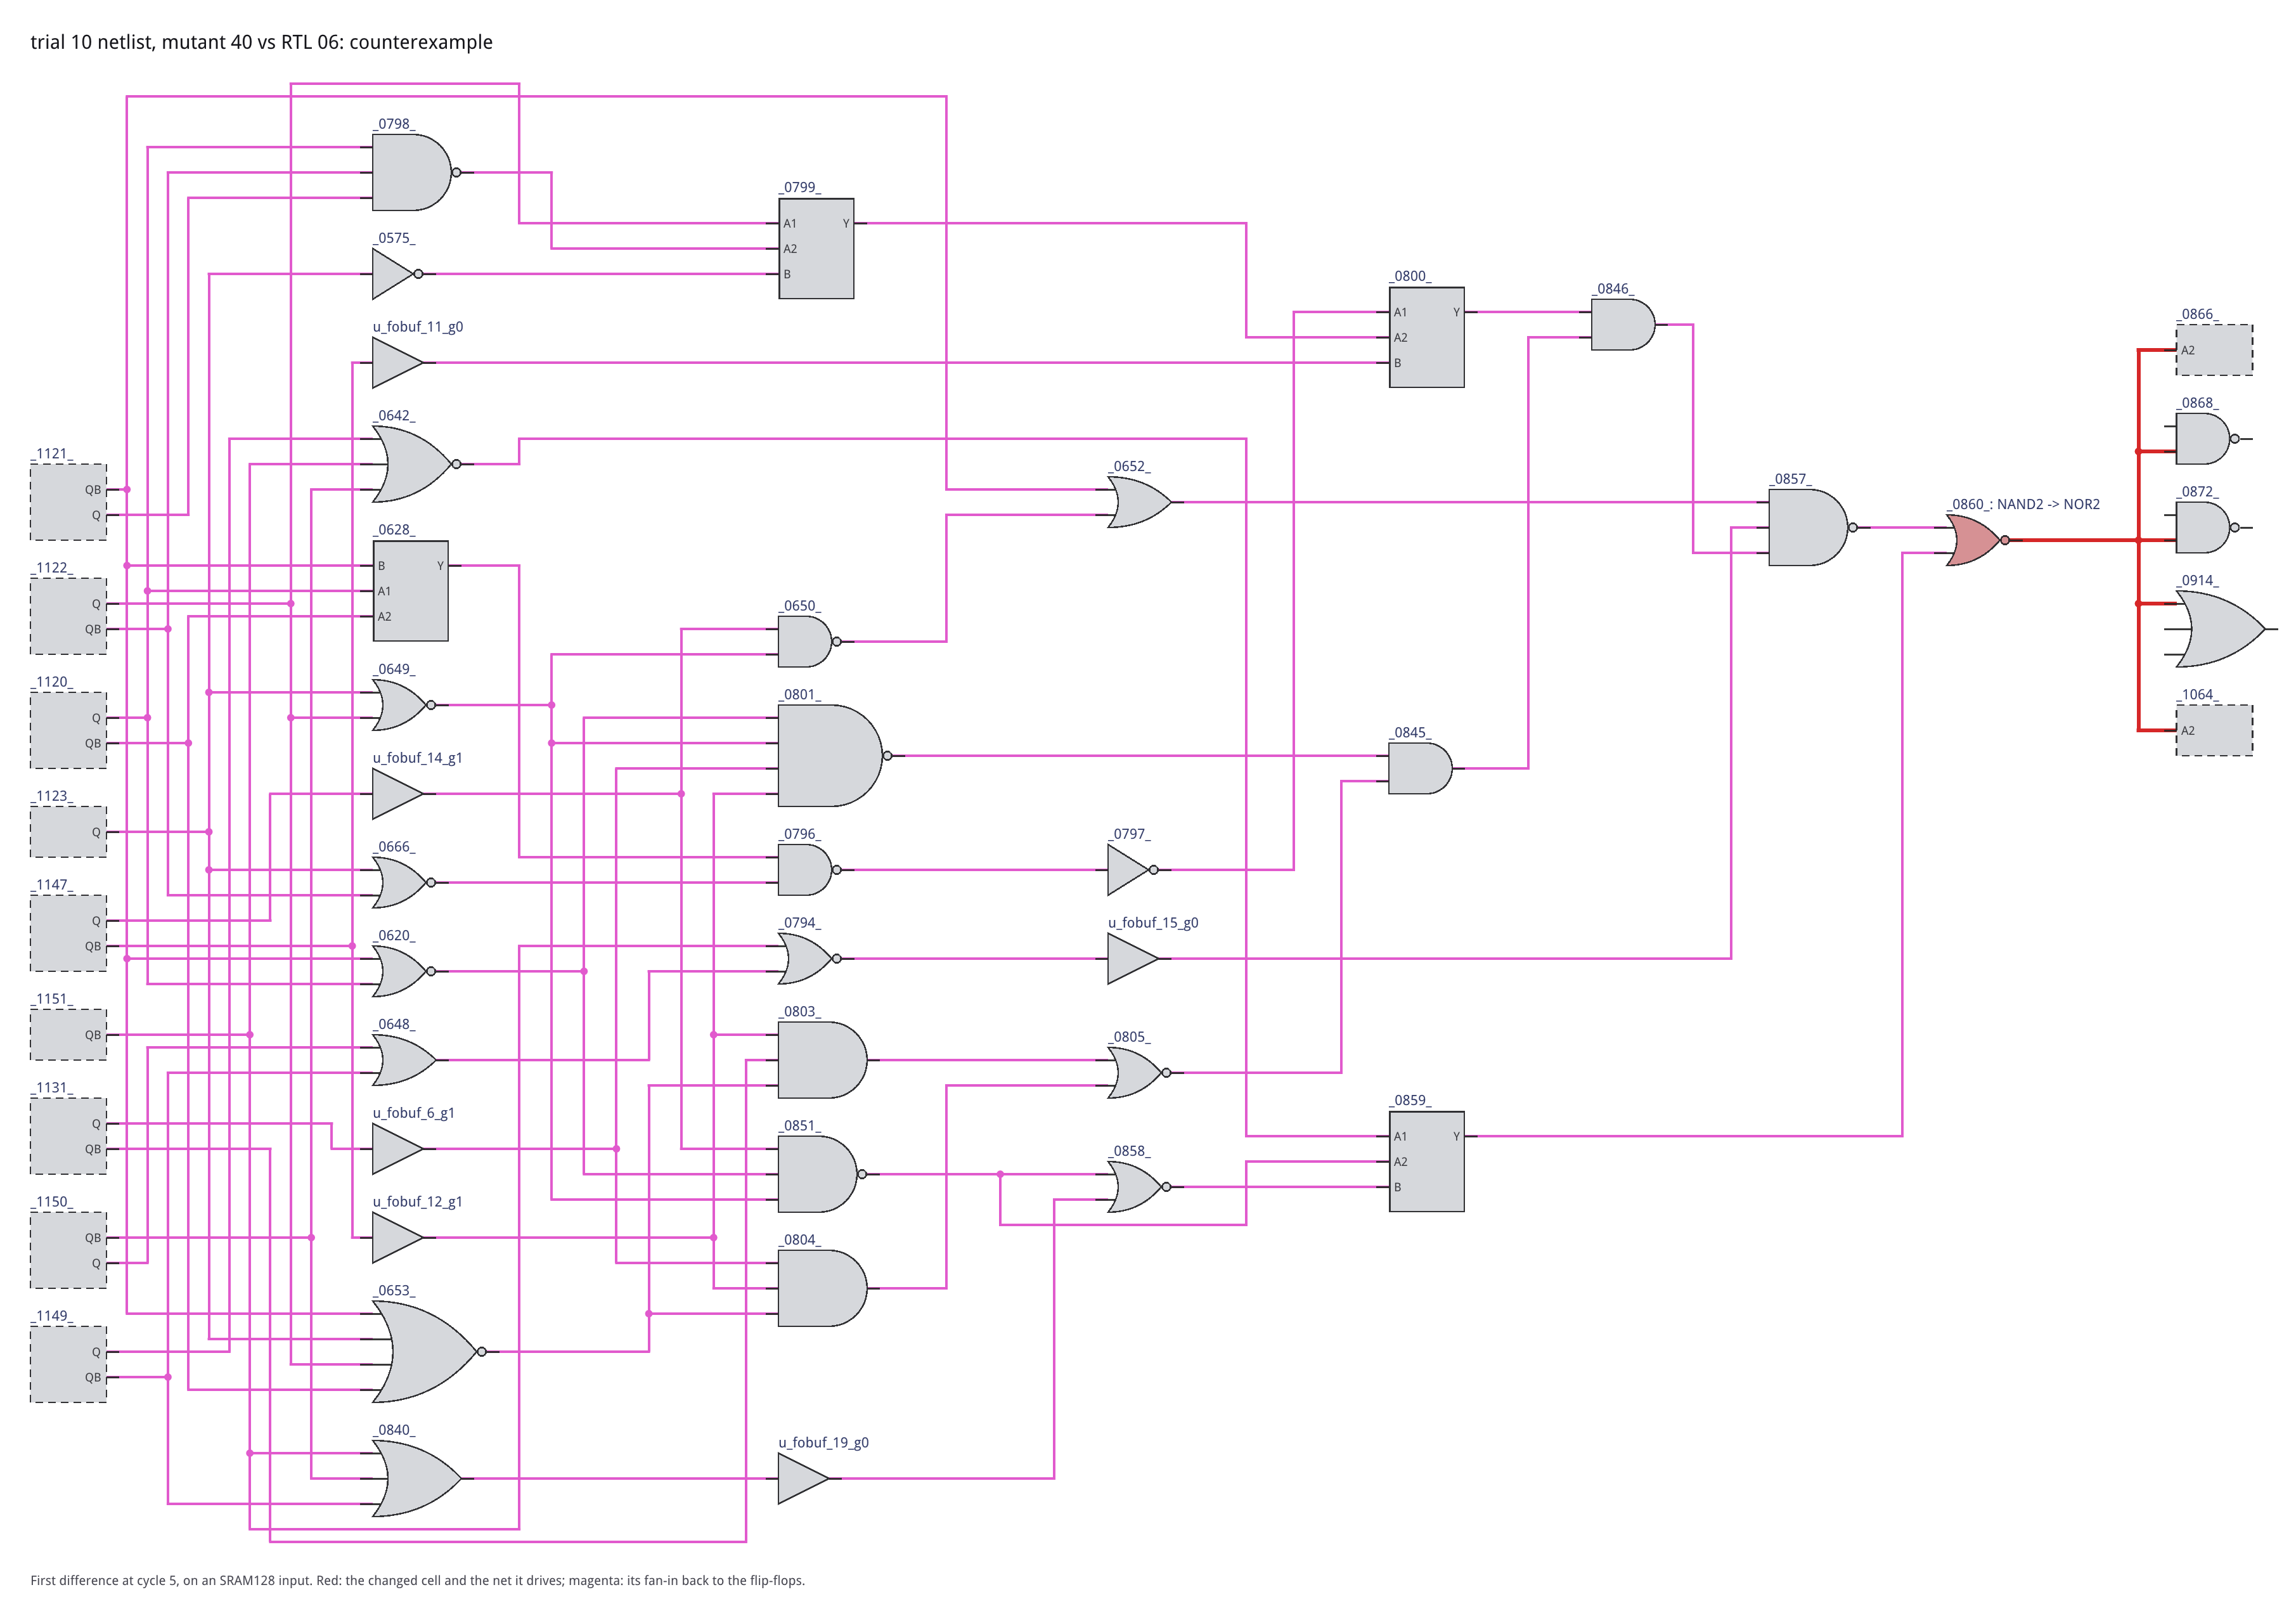 trial 10 netlist, mutant 40 vs RTL 06: counterexample
_0798_
_0799_
A1 Y
A2
B
_0575_
u_fobuf_11_g0
_0800_
A1 Y
A2
B
_0846_
_0866_
A2
_0642_
_0868_
_1121_
QB
Q
_0652_
_0857_
_0860_: NAND2 -> NOR2
_0872_
_0628_
B Y
A1
A2
_1122_
Q
QB
_0914_
_0650_
_0649_
_1120_
Q
QB
_0801_
_1064_
A2
_0845_
u_fobuf_14_g1
_1123_
Q
_0666_
_0796_
_0797_
_1147_
Q
QB
_0620_
_0794_
u_fobuf_15_g0
_1151_
QB
_0648_
_0803_
_0805_
_1131_
Q
QB
u_fobuf_6_g1
_0851_
_0858_
_0859_
A1 Y
A2
B
_1150_
QB
Q
u_fobuf_12_g1
_0804_
_0653_
_1149_
Q
QB
_0840_
u_fobuf_19_g0
First difference at cycle 5, on an SRAM128 input. Red: the changed cell and the net it drives; magenta: its fan-in back to the flip-flops.